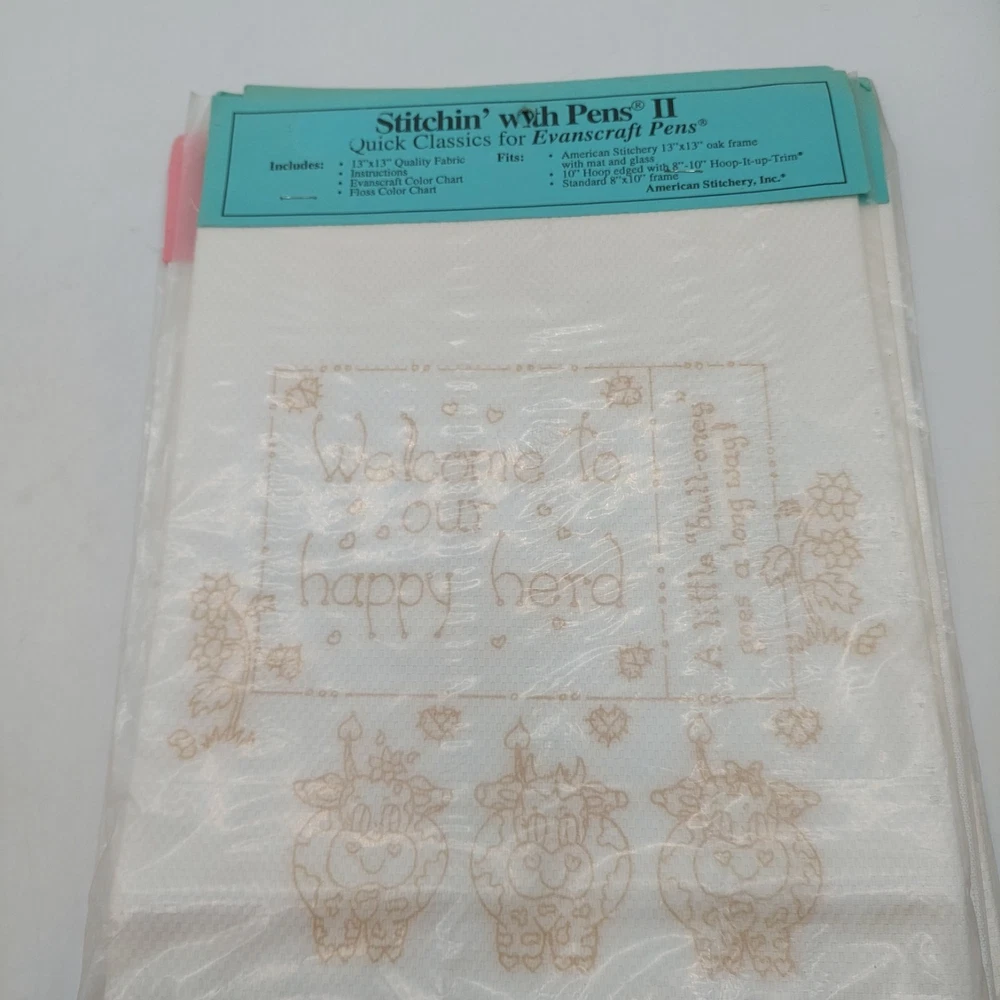 Stitchin' with Pens® II
Quick Classics for Evanscraft Pens®
Includes:
• 13"x13" Quality Fabric
• Instructions
• Evanscraft Color Chart
• Floss Color Chart
Fits:
• American Stitchery 13"x13" oak frame
with mat and glass
• 10" Hoop edged with 8"-10" Hoop-It-up-Trim®
• Standard 8"x10" frame
American Stitchery, Inc.®
Welcome to
our
happy herd
A little "bull-oney"
goes a long way!